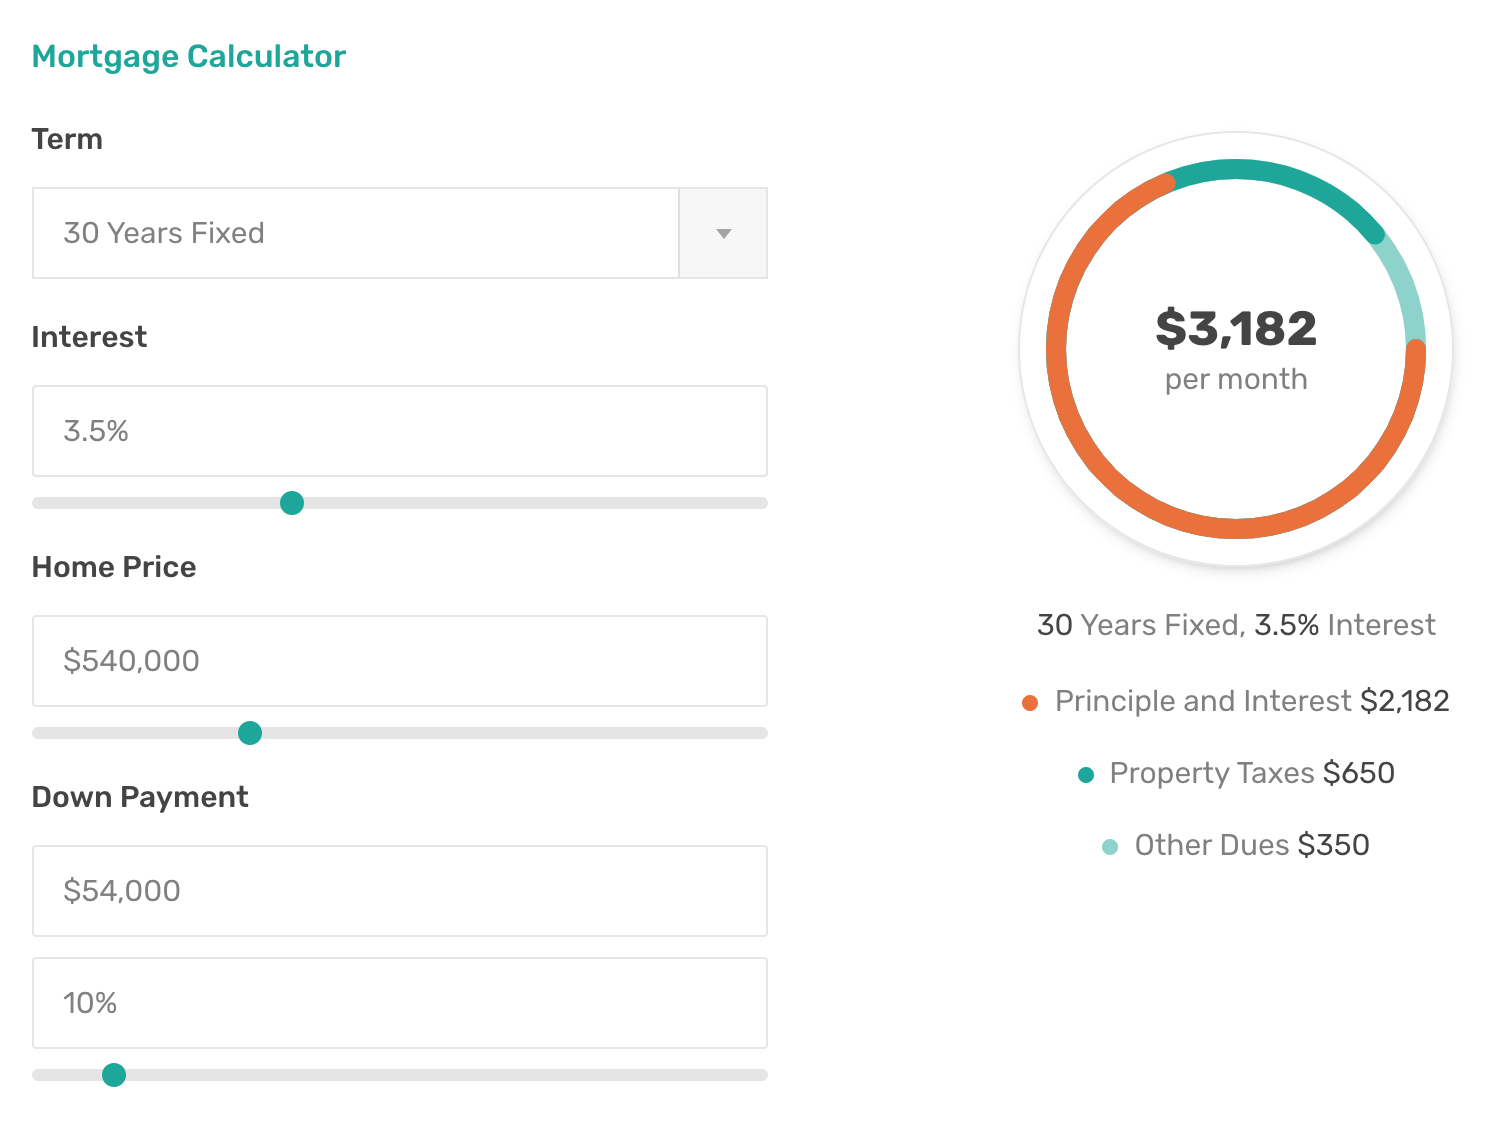 Mortgage Calculator
Term
30 Years Fixed
Interest
3.5%
Home Price
$540,000
Down Payment
$54,000
10%
$3,182
per month
30 Years Fixed, 3.5% Interest
Principle and Interest $2,182
Property Taxes $650
Other Dues $350